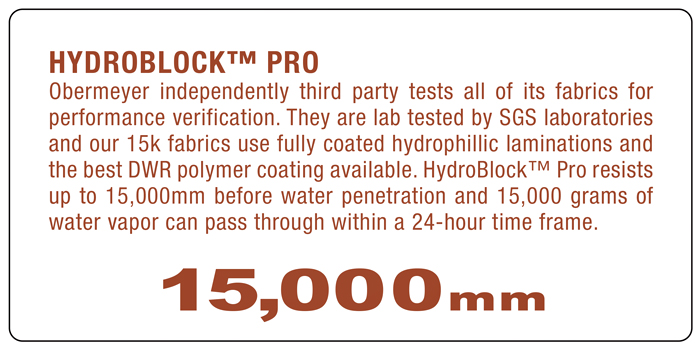 HYDROBLOCK™ PRO
Obermeyer independently third party tests all of its fabrics for
performance verification. They are lab tested by SGS laboratories
and our 15k fabrics use fully coated hydrophillic laminations and
the best DWR polymer coating available. HydroBlock™ Pro resists
up to 15,000mm before water penetration and 15,000 grams of
water vapor can pass through within a 24-hour time frame.
15,000mm